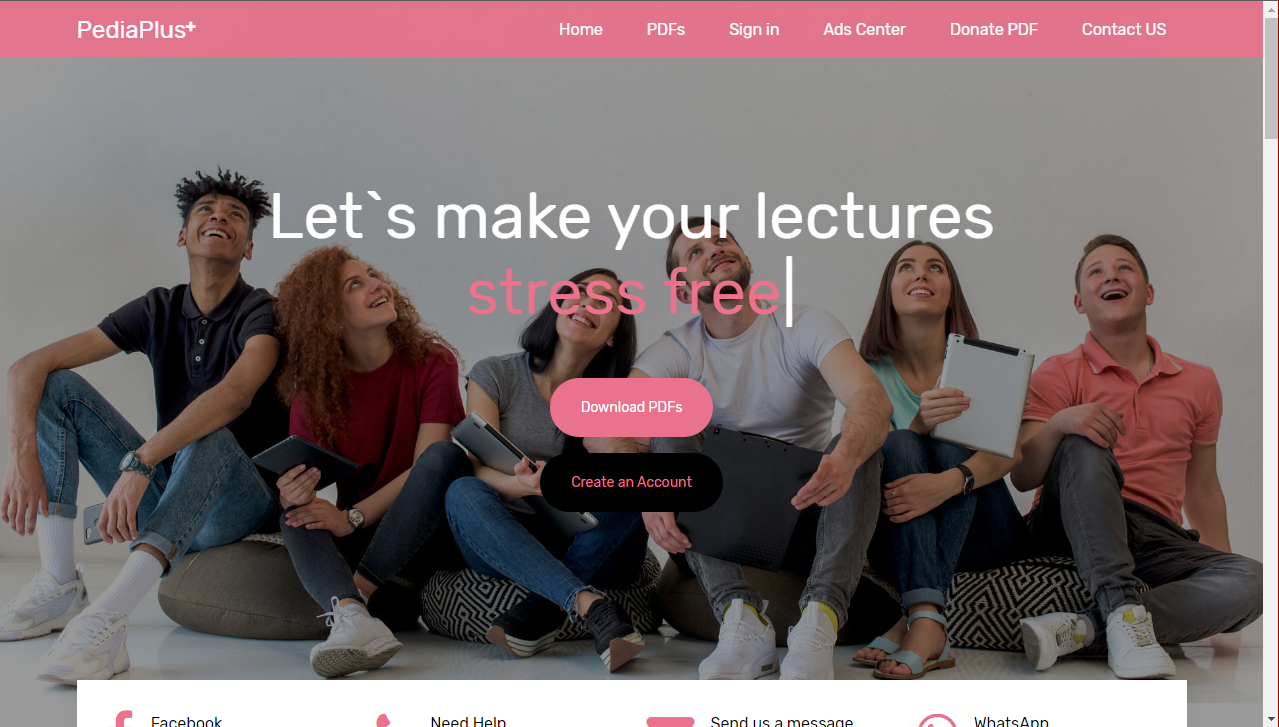 PediaPlus+
Home PDFs Sign in Ads Center Donate PDF Contact US
Let`s make your lectures
stress free
Download PDFs
Create an Account
Facebook Need Help Send us a message WhatsApp